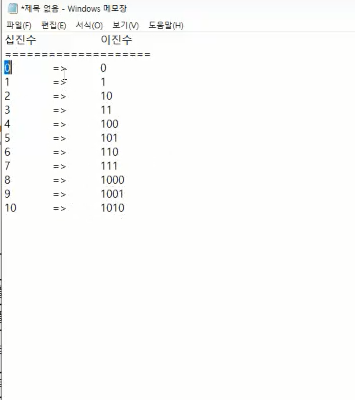 *제목 없음 - Windows 메모장
파일(F) 편집(E) 서식(O) 보기(V) 도움말(H)
십진수 이진수
====================
0 => 0
1 => 1
2 => 10
3 => 11
4 => 100
5 => 101
6 => 110
7 => 111
8 => 1000
9 => 1001
10 => 1010